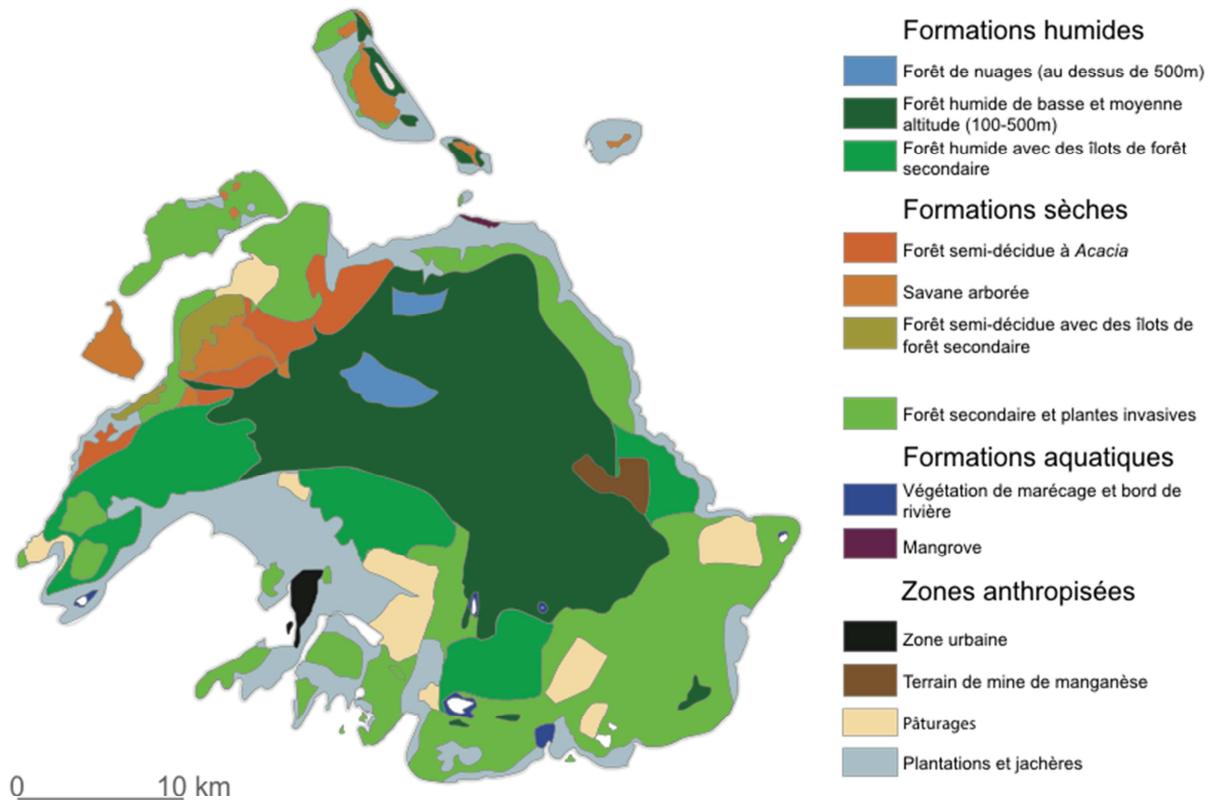 Formations humides
Forêt de nuages (au dessus de 500m)
Forêt humide de basse et moyenne
altitude (100-500m)
Forêt humide avec des îlots de forêt
secondaire
Formations sèches
Forêt semi-décidue à Acacia
Savane arborée
Forêt semi-décidue avec des îlots de
forêt secondaire
Forêt secondaire et plantes invasives
Formations aquatiques
Végétation de marécage et bord de
rivière
Mangrove
Zones anthropisées
Zone urbaine
Terrain de mine de manganèse
Pâturages
Plantations et jachères
0 10 km